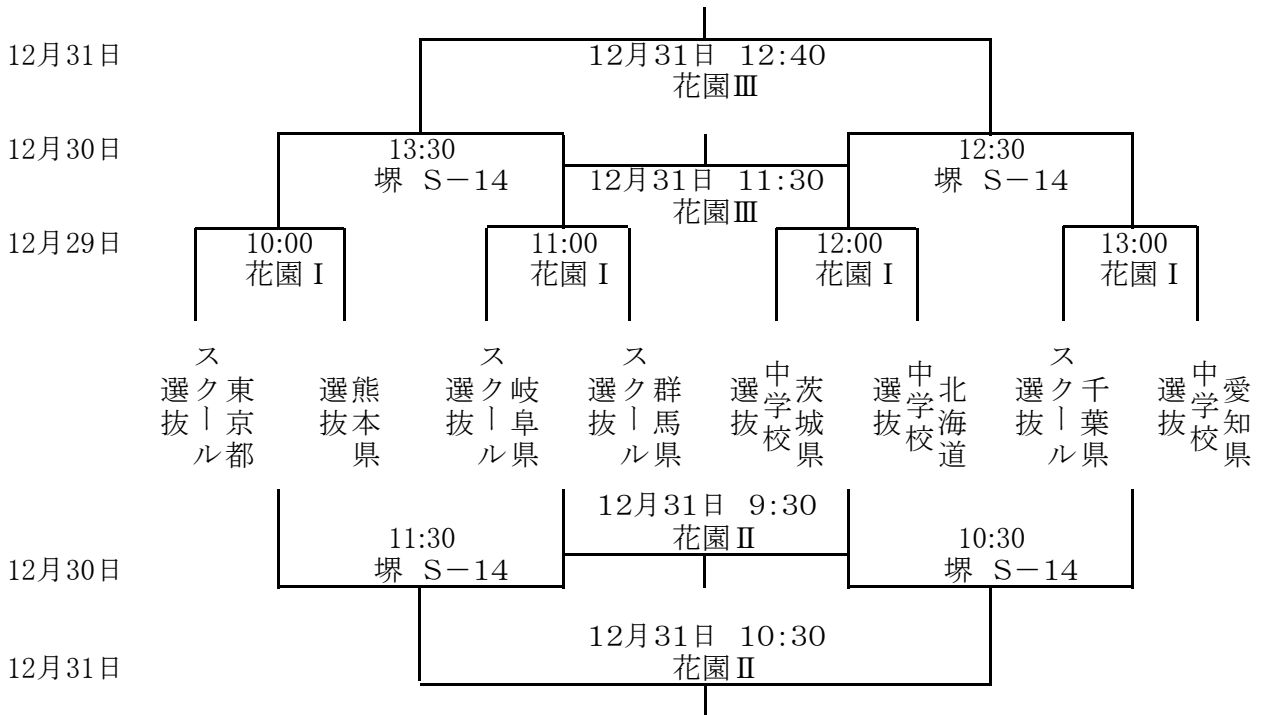 12月31日
12月31日 12:40
花園Ⅲ
12月30日
13:30
堺 S－14
12月31日 11:30
花園Ⅲ
12:30
堺 S－14
12月29日
10:00
花園Ⅰ
11:00
花園Ⅰ
12:00
花園Ⅰ
13:00
花園Ⅰ
東京都
スクール
選抜
熊本県
選抜
岐阜県
スクール
選抜
群馬県
スクール
選抜
茨城県
中学校
選抜
北海道
中学校
選抜
千葉県
スクール
選抜
愛知県
中学校
選抜
12月31日 9:30
花園Ⅱ
12月30日
11:30
堺 S－14
10:30
堺 S－14
12月31日
12月31日 10:30
花園Ⅱ